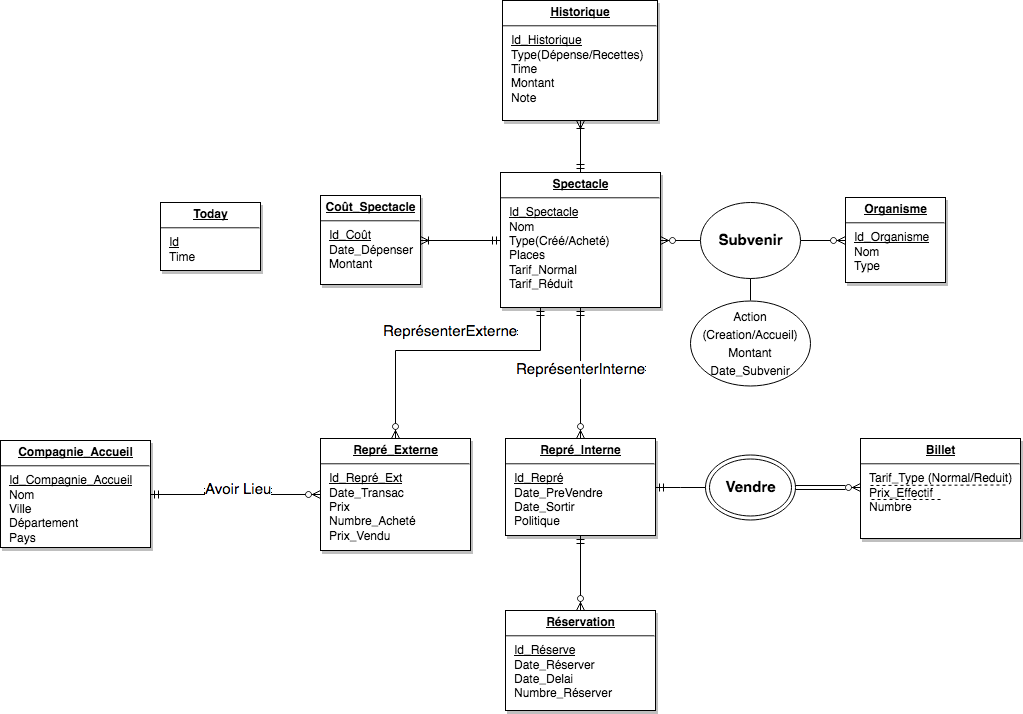 Historique
Id_Historique
Type(Dépense/Recettes)
Time
Montant
Note
Today
Id
Time
Coût_Spectacle
Id_Coût
Date_Dépenser
Montant
Spectacle
Id_Spectacle
Nom
Type(Créé/Acheté)
Places
Tarif_Normal
Tarif_Réduit
Subvenir
Organisme
Id_Organisme
Nom
Type
Action
(Creation/Accueil)
Montant
Date_Subvenir
ReprésenterExterne
ReprésenterInterne
Compagnie_Accueil
Id_Compagnie_Accueil
Nom
Ville
Département
Pays
Avoir Lieu
Repré_Externe
Id_Repré_Ext
Date_Transac
Prix
Numbre_Acheté
Prix_Vendu
Repré_Interne
Id_Repré
Date_PreVendre
Date_Sortir
Politique
Vendre
Billet
Tarif_Type (Normal/Reduit)
Prix_Effectif
Numbre
Réservation
Id_Réserve
Date_Réserver
Date_Delai
Numbre_Réserver